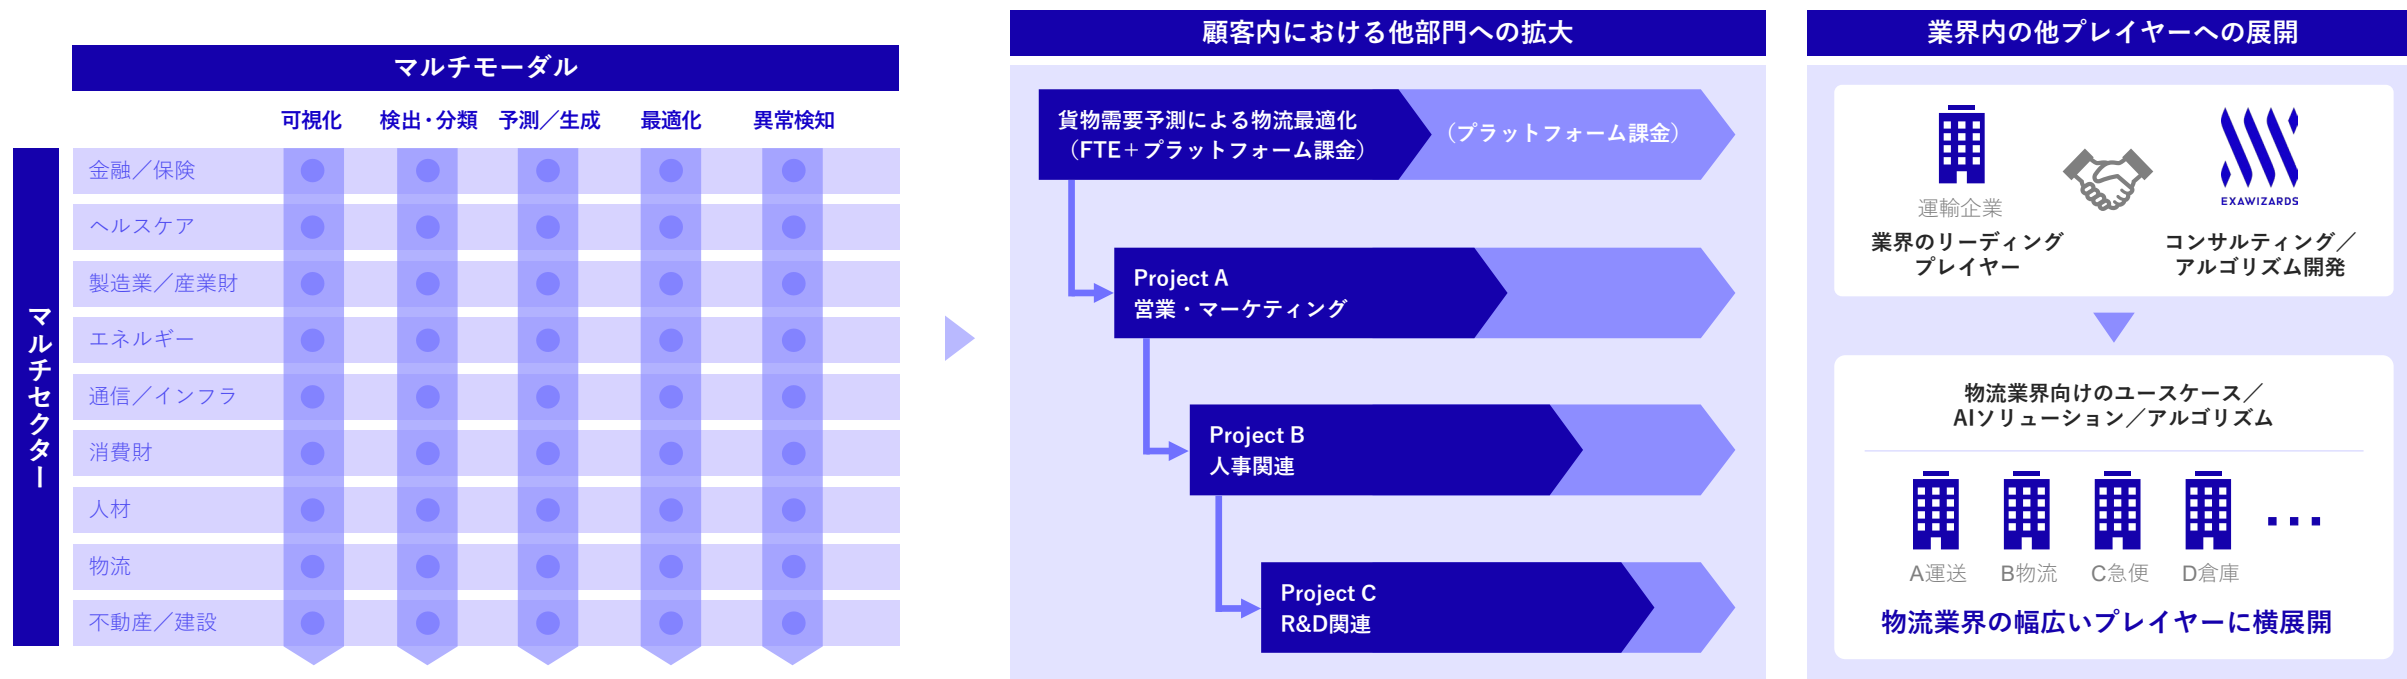 マルチモーダル
可視化
検出・分類
予測／生成
最適化
異常検知
マルチセクター
金融／保険
ヘルスケア
製造業／産業財
エネルギー
通信／インフラ
消費財
人材
物流
不動産／建設
顧客内における他部門への拡大
貨物需要予測による物流最適化
（FTE＋プラットフォーム課金）
（プラットフォーム課金）
Project A
営業・マーケティング
Project B
人事関連
Project C
R&D関連
業界内の他プレイヤーへの展開
運輸企業
業界のリーディング
プレイヤー
EXAWIZARDS
コンサルティング／
アルゴリズム開発
物流業界向けのユースケース／
AIソリューション／アルゴリズム
A運送
B物流
C急便
D倉庫
...
物流業界の幅広いプレイヤーに横展開